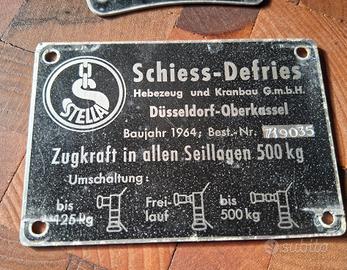 STELLA
Schiess-Defries
Hebezeug und Kranbau G.m.b.H.
Düsseldorf-Oberkassel
Baujahr 1964; Best.-Nr. 719035
Zugkraft in allen Seillagen 500 kg
Umschaltung:
bis Frei- bis
125 kg lauf 500 kg
subito